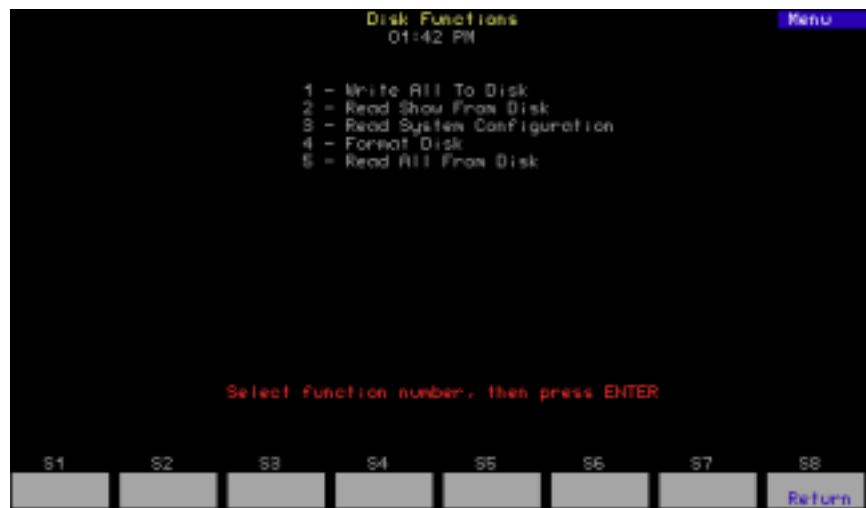 Disk Functions
Menu
01:42 PM
1 - Write All To Disk
2 - Read Show From Disk
3 - Read System Configuration
4 - Format Disk
5 - Read All From Disk
Select function number, then press ENTER
S1 S2 S3 S4 S5 S6 S7 S8
Return